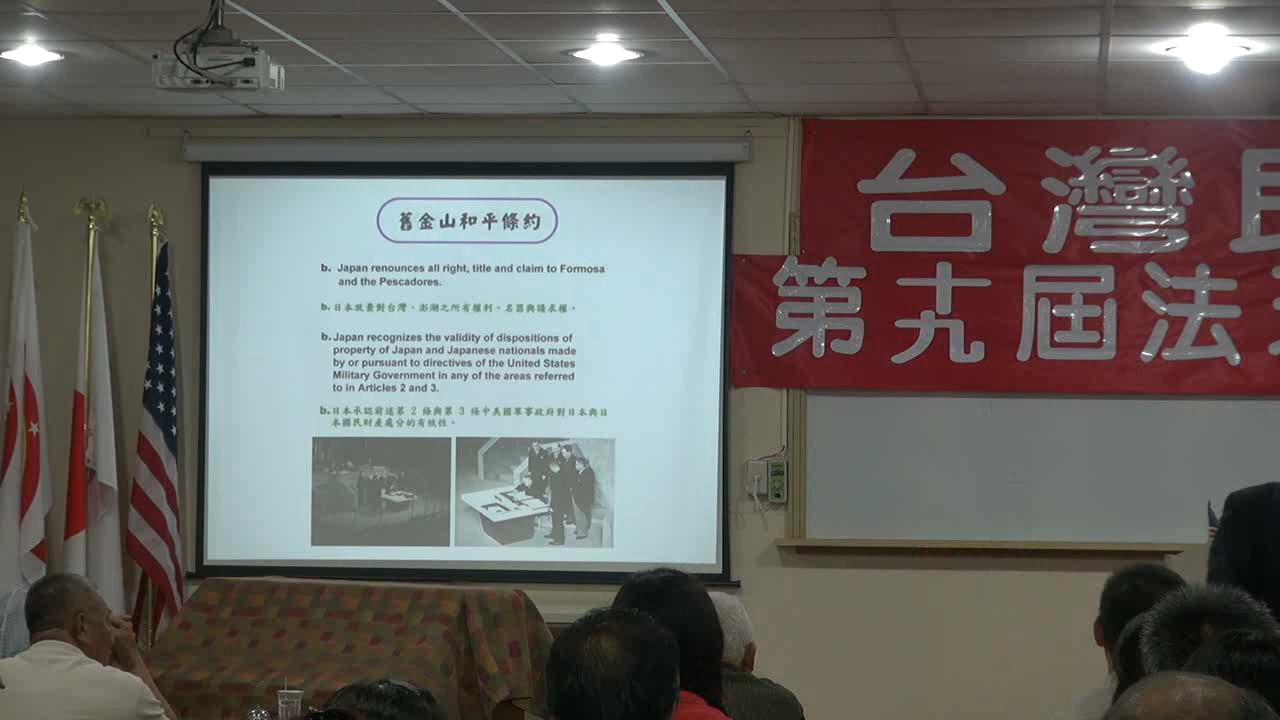 舊金山和平條約
b. Japan renounces all right, title and claim to Formosa
and the Pescadores.
b. 日本放棄對台灣、澎湖之所有權利、名器與請求權。
b. Japan recognizes the validity of dispositions of
property of Japan and Japanese nationals made
by or pursuant to directives of the United States
Military Government in any of the areas referred
to in Articles 2 and 3.
b. 日本承認前述第 2 條與第 3 條中美國軍事政府對日本與日
本國民財產處分的有效性。
台灣
第十九屆法